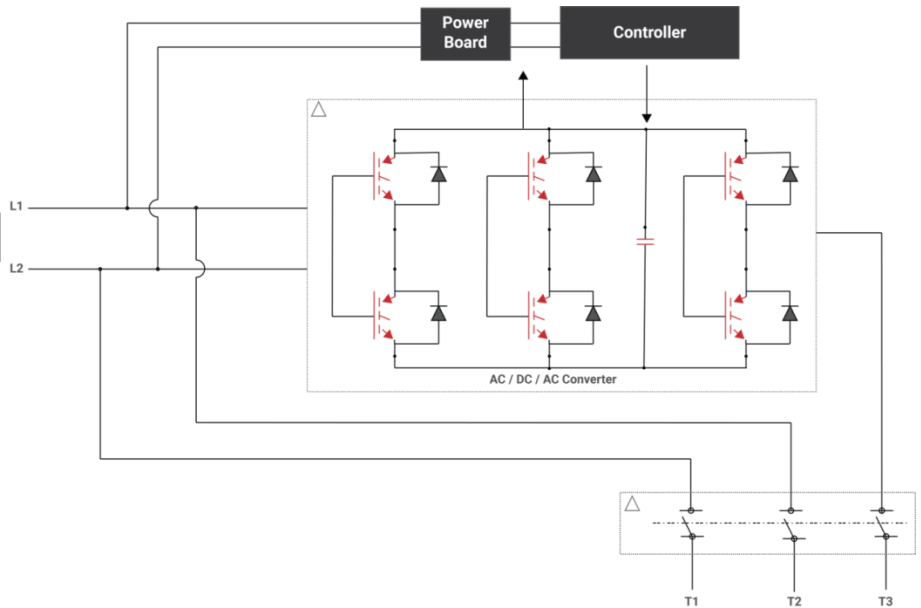 Power
Board
Controller
L1
L2
AC / DC / AC Converter
T1
T2
T3